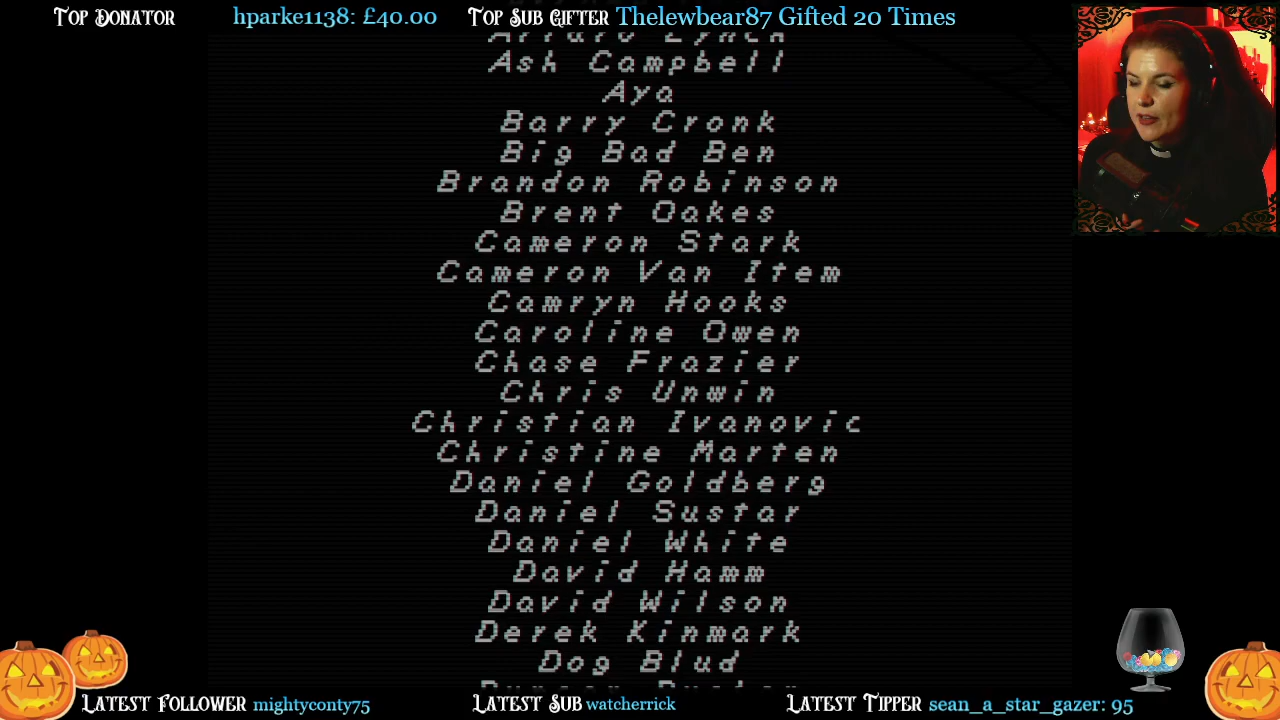 Top Donator hparke1138: £40.00 Top Sub Gifter Thelewbear87 Gifted 20 Times
Ash Campbell
Aya
Barry Cronk
Big Bad Ben
Brandon Robinson
Brent Oakes
Cameron Stark
Cameron Van Item
Camryn Hooks
Caroline Owen
Chase Frazier
Chris Unwin
Christian Ivanovic
Christine Marten
Daniel Goldberg
Daniel Sustar
Daniel White
David Hamm
David Wilson
Derek Kinmark
Dog Blud
Latest Follower mightyconty75 Latest Sub watcherrick Latest Tipper sean_a_star_gazer: 95